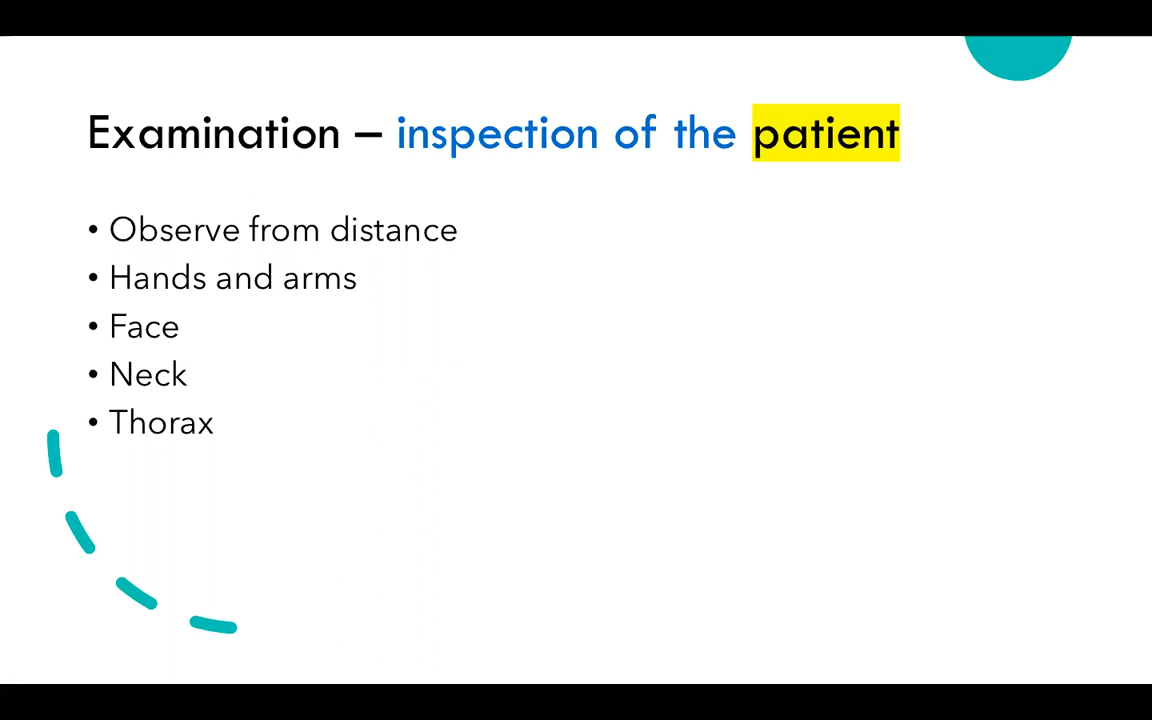 Examination – inspection of the patient
• Observe from distance
• Hands and arms
• Face
• Neck
• Thorax